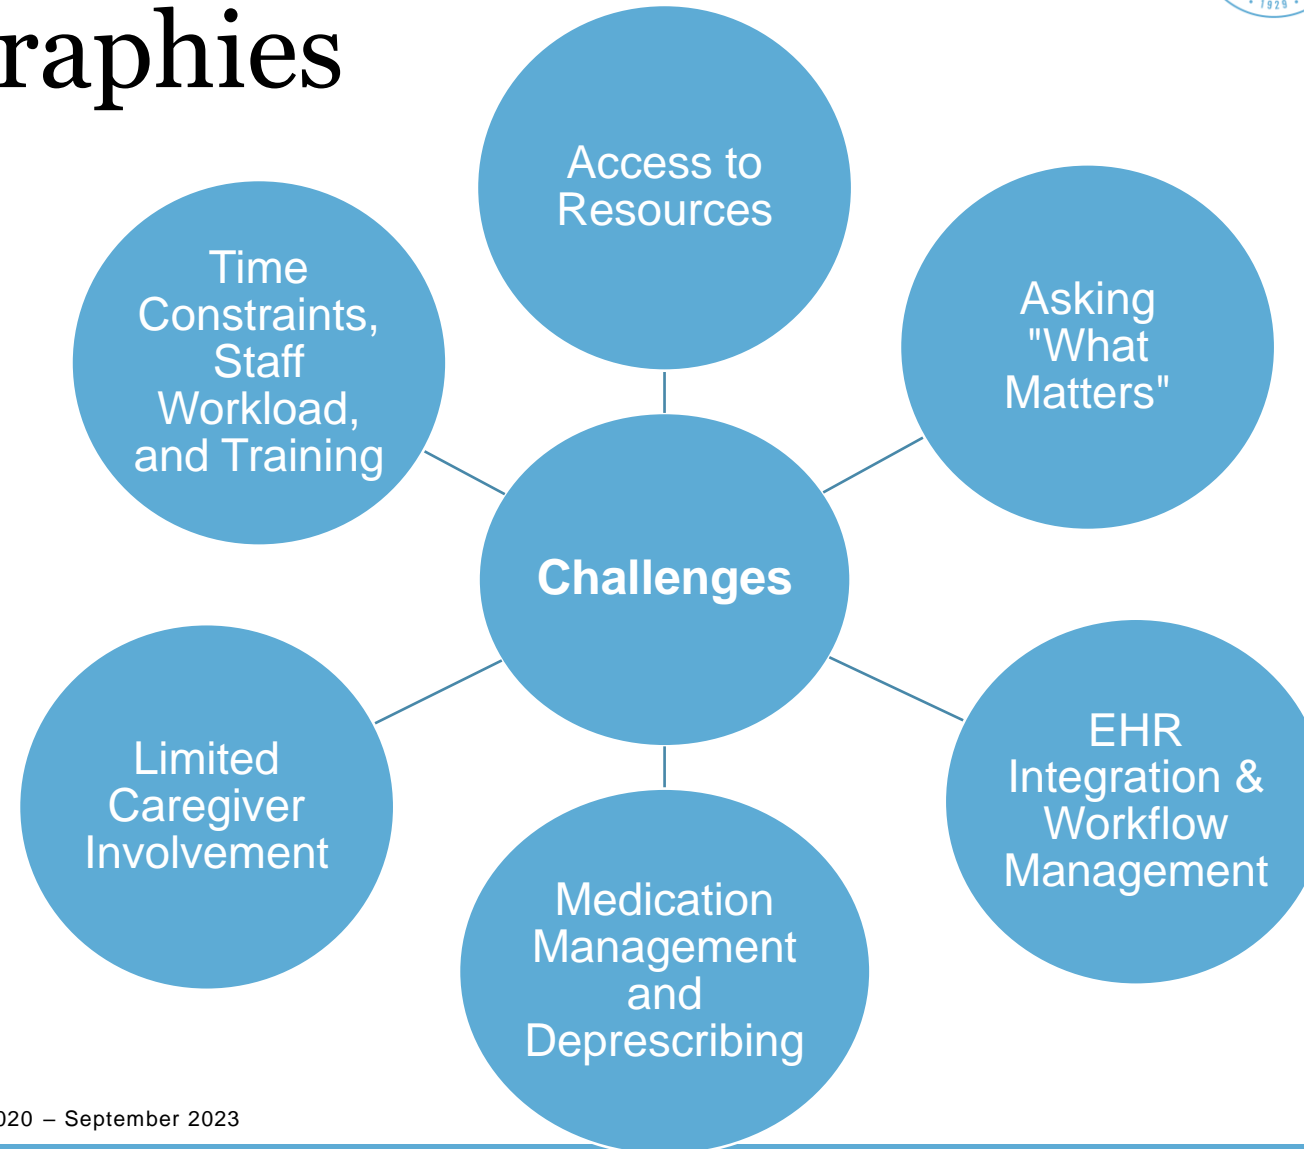 raphies
• 1929 •
Access to
Resources
Time
Constraints,
Staff
Workload,
and Training
Asking
"What
Matters"
Challenges
Limited
Caregiver
Involvement
EHR
Integration &
Workflow
Management
Medication
Management
and
Deprescribing
020 – September 2023